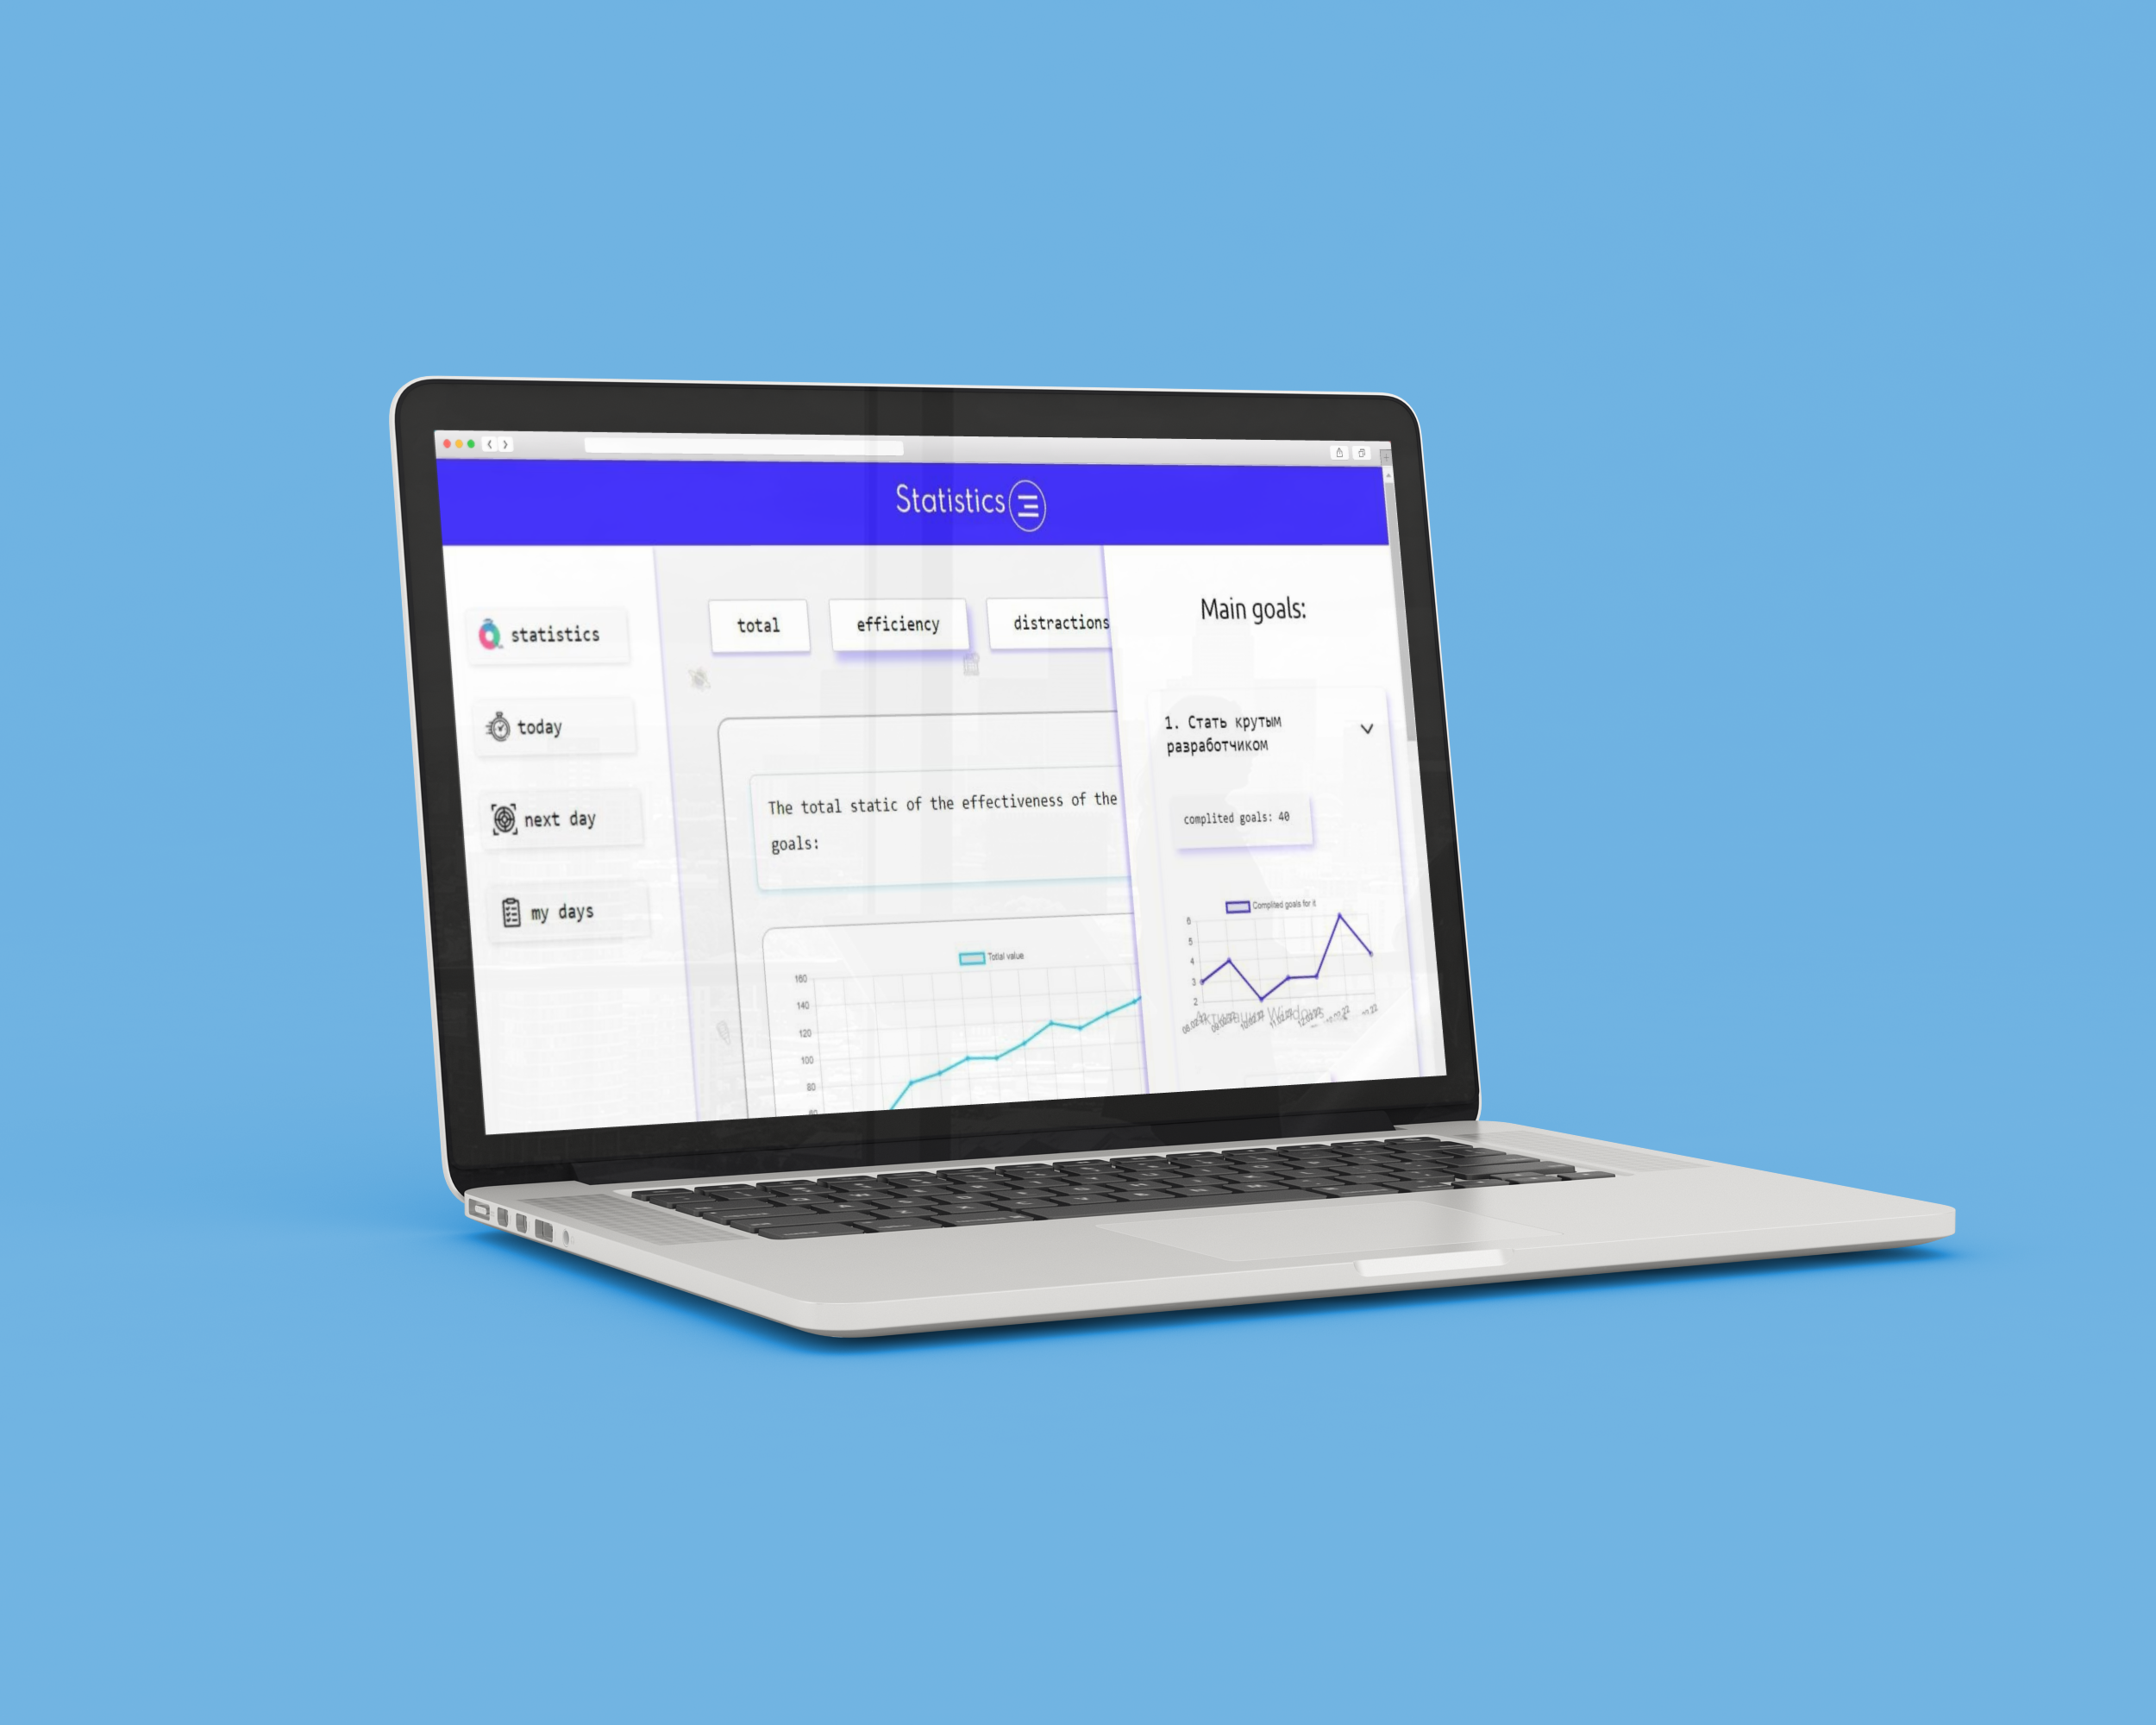 Statistics
statistics
today
next day
my days
total
efficiency
distractions
The total static of the effectiveness of the
goals:
Totlal value
160
140
120
100
80
60
Main goals:
1. Стать крутым
разработчиком
complited goals: 40
Complited goals for it
6
5
4
3
2